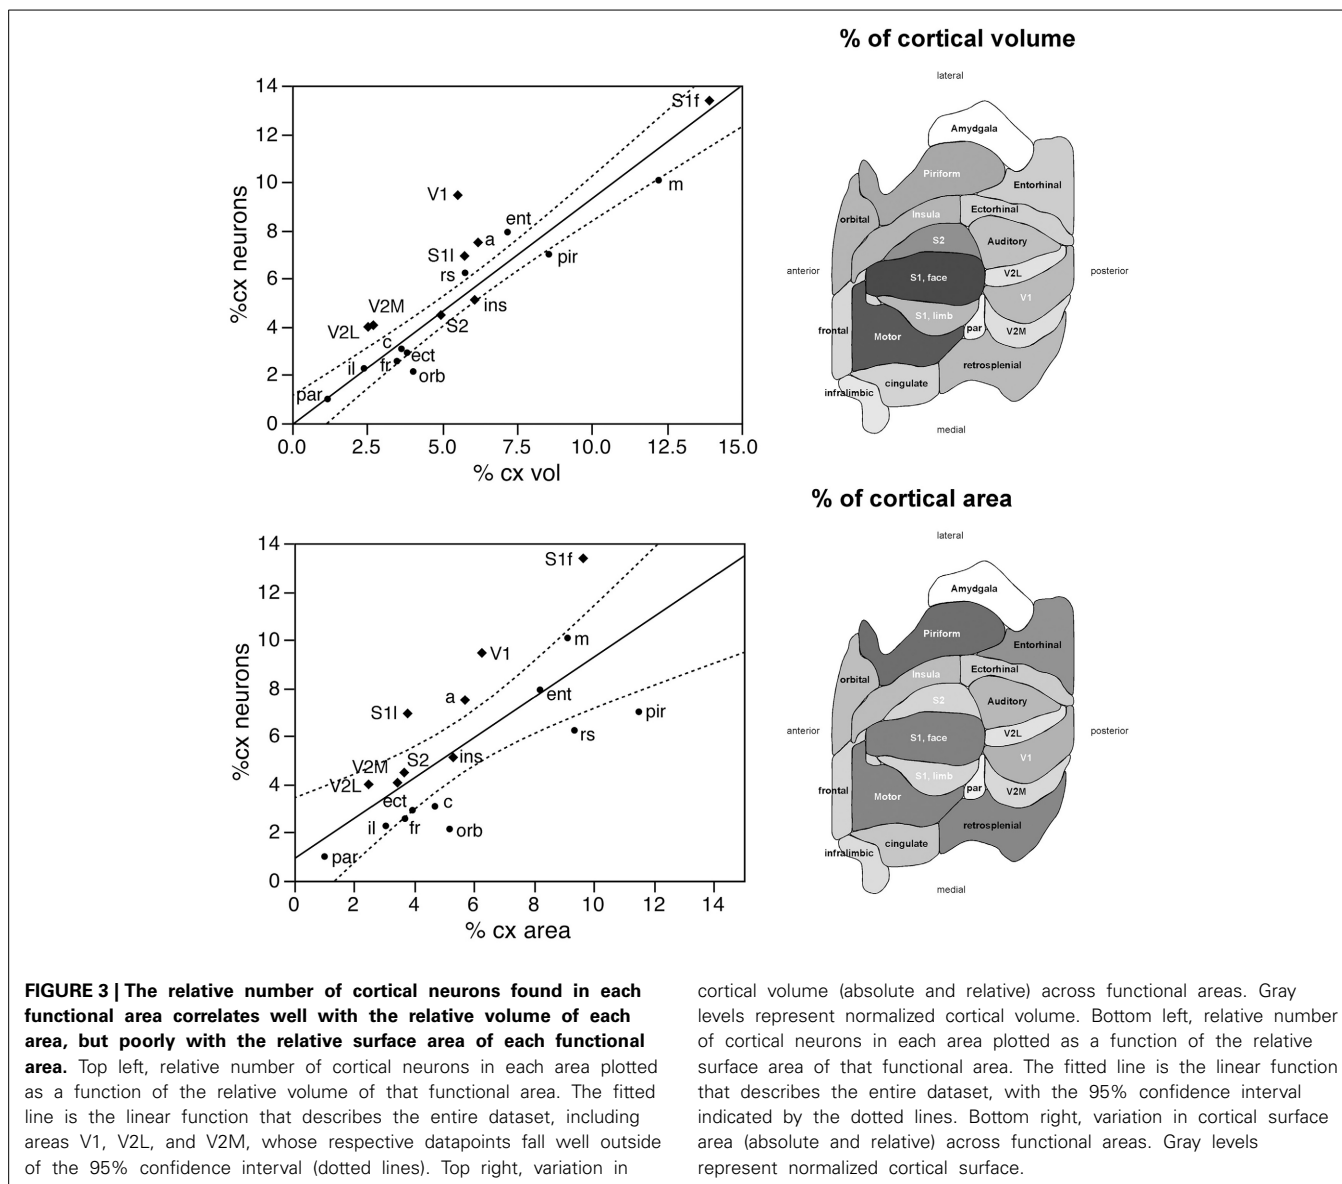 % of cortical volume
14
12
10
8
6
4
2
0
%cx neurons
0.0 2.5 5.0 7.5 10.0 12.5 15.0
% cx vol
S1f
m
V1
ent
a
S1l
pir
rs
ins
V2M
V2L
S2
c
ect
il
fr
orb
par
lateral
Amydgala
Piriform
Entorhinal
orbital
Insula
Ectorhinal
S2
Auditory
anterior
S1, face
V2L
posterior
V1
S1, limb
frontal
Motor
par
V2M
retrosplenial
infralimbic
cingulate
medial
% of cortical area
14
12
10
8
6
4
2
0
%cx neurons
0 2 4 6 8 10 12 14
% cx area
S1f
m
V1
a
ent
S1l
pir
rs
V2M
S2
ins
V2L
ect
c
il
fr
orb
par
lateral
Amydgala
Piriform
Entorhinal
orbital
Insula
Ectorhinal
S2
Auditory
anterior
S1, face
V2L
posterior
V1
S1, limb
frontal
Motor
par
V2M
retrosplenial
infralimbic
cingulate
medial
FIGURE 3 | The relative number of cortical neurons found in each
functional area correlates well with the relative volume of each
area, but poorly with the relative surface area of each functional
area. Top left, relative number of cortical neurons in each area plotted
as a function of the relative volume of that functional area. The fitted
line is the linear function that describes the entire dataset, including
areas V1, V2L, and V2M, whose respective datapoints fall well outside
of the 95% confidence interval (dotted lines). Top right, variation in
cortical volume (absolute and relative) across functional areas. Gray
levels represent normalized cortical volume. Bottom left, relative number
of cortical neurons in each area plotted as a function of the relative
surface area of that functional area. The fitted line is the linear function
that describes the entire dataset, with the 95% confidence interval
indicated by the dotted lines. Bottom right, variation in cortical surface
area (absolute and relative) across functional areas. Gray levels
represent normalized cortical surface.